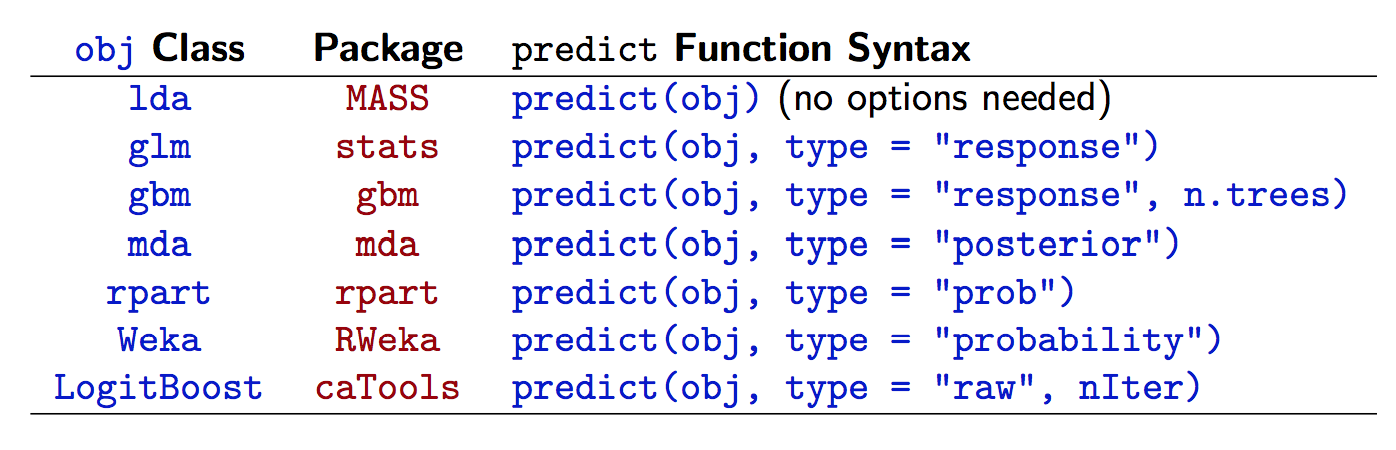 obj Class Package predict Function Syntax
lda MASS predict(obj) (no options needed)
glm stats predict(obj, type = "response")
gbm gbm predict(obj, type = "response", n.trees)
mda mda predict(obj, type = "posterior")
rpart rpart predict(obj, type = "prob")
Weka RWeka predict(obj, type = "probability")
LogitBoost caTools predict(obj, type = "raw", nIter)